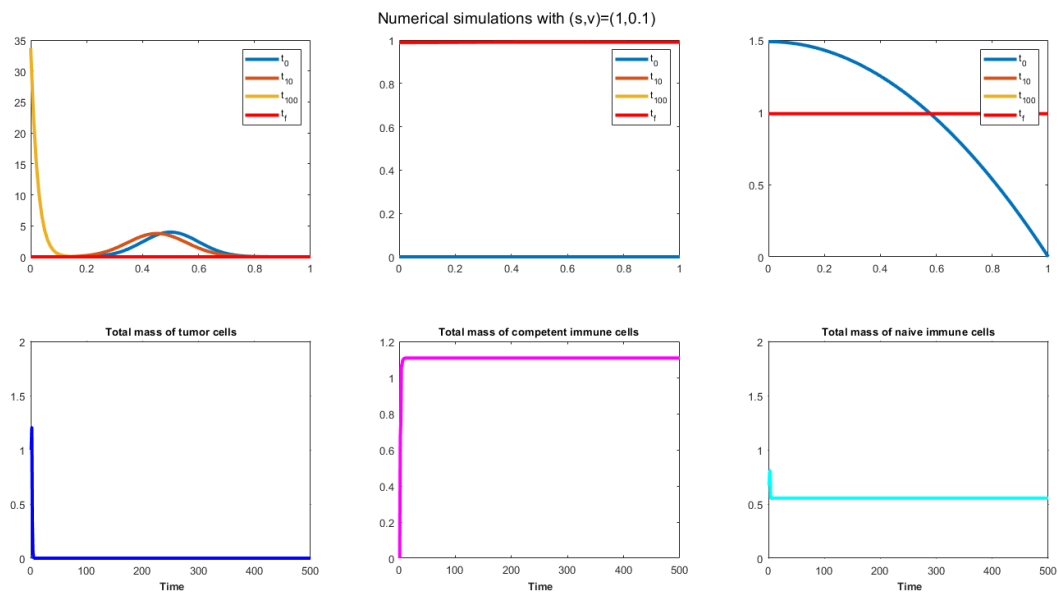 Numerical simulations with (s,v)=(1,0.1)
35
30
25
20
15
10
5
0
0 0.2 0.4 0.6 0.8 1
t0
t10
t100
tf
1
0.8
0.6
0.4
0.2
0
0 0.2 0.4 0.6 0.8 1
t0
t10
t100
tf
1.5
1
0.5
0
0 0.2 0.4 0.6 0.8 1
t0
t10
t100
tf
Total mass of tumor cells
2
1.5
1
0.5
0
0 100 200 300 400 500
Time
Total mass of competent immune cells
1.2
1
0.8
0.6
0.4
0.2
0
0 100 200 300 400 500
Time
Total mass of naive immune cells
2
1.5
1
0.5
0
0 100 200 300 400 500
Time